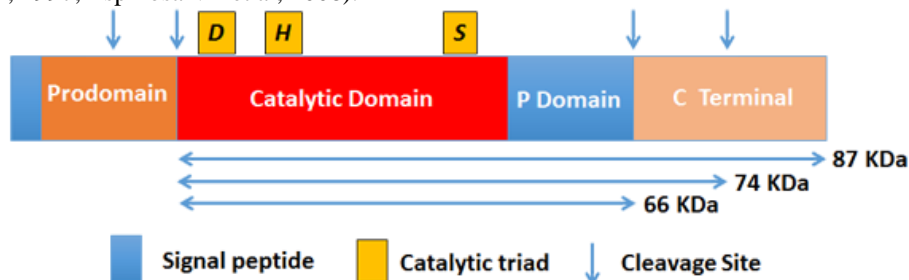 D H S
Prodomain Catalytic Domain P Domain C Terminal
87 KDa
74 KDa
66 KDa
Signal peptide Catalytic triad Cleavage Site